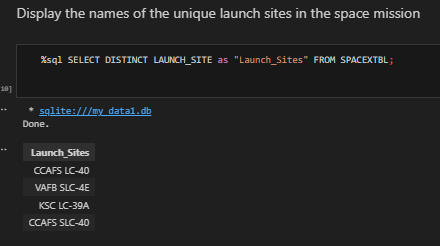 Display the names of the unique launch sites in the space mission
%sql SELECT DISTINCT LAUNCH_SITE as "Launch_Sites" FROM SPACEXTBL;
10]
..
* sqlite:///my_data1.db
Done.
..
Launch_Sites
CCAFS LC-40
VAFB SLC-4E
KSC LC-39A
CCAFS SLC-40